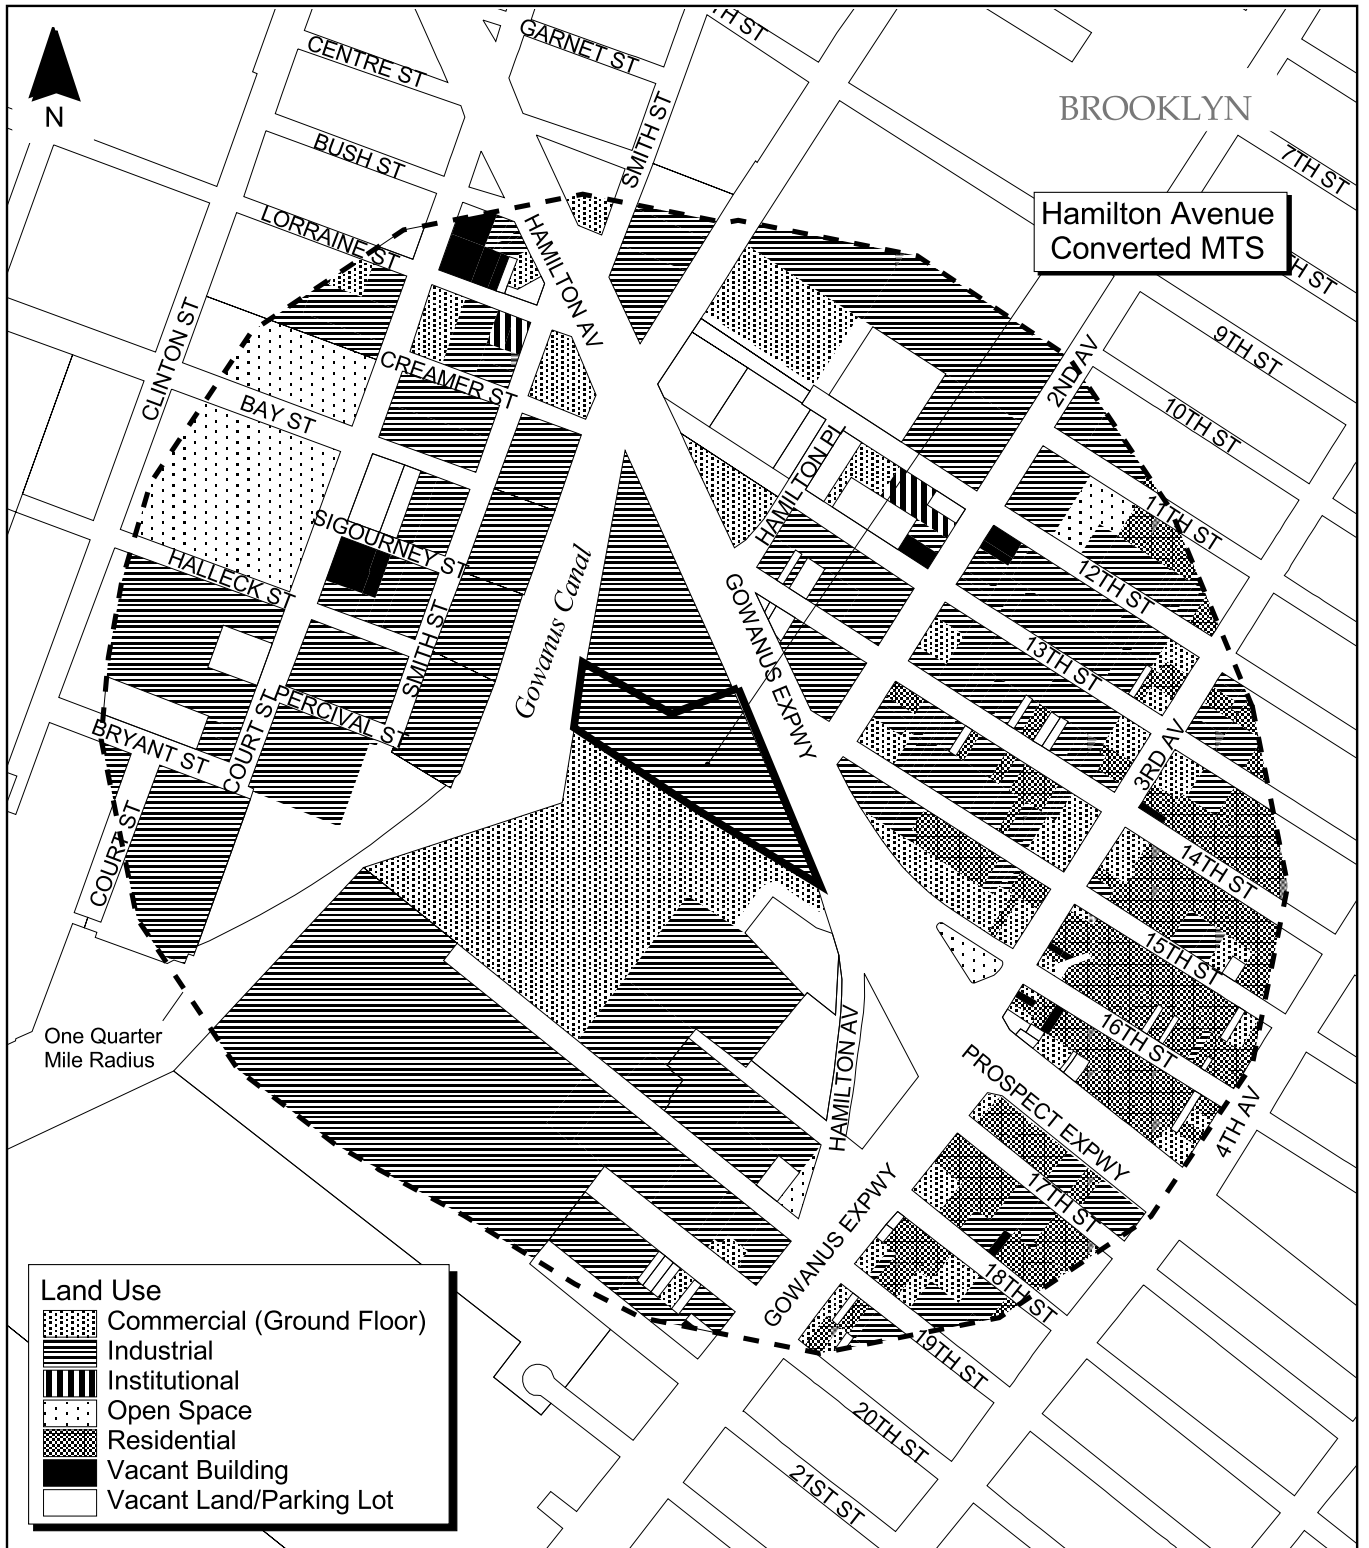 TH ST
GARNET ST
CENTRE ST
BROOKLYN
N
SMITH ST
BUSH ST
7TH ST
Hamilton Avenue
Converted MTS
LORRAINE ST
HAMILTON AV
TH ST
9TH ST
CLINTON ST
2ND AV
CREAMER ST
BAY ST
10TH ST
HAMILTON PL
11TH ST
SIGOURNEY ST
HALLECK ST
Gowanus Canal
12TH ST
SMITH ST
GOWANUS EXPWY
13TH ST
PERCIVAL ST
COURT ST
BRYANT ST
3RD AV
COURT ST
14TH ST
15TH ST
One Quarter
Mile Radius
HAMILTON AV
16TH ST
PROSPECT EXPWY
4TH AV
17TH ST
GOWANUS EXPWY
18TH ST
19TH ST
20TH ST
21ST ST
Land Use
Commercial (Ground Floor)
Industrial
Institutional
Open Space
Residential
Vacant Building
Vacant Land/Parking Lot